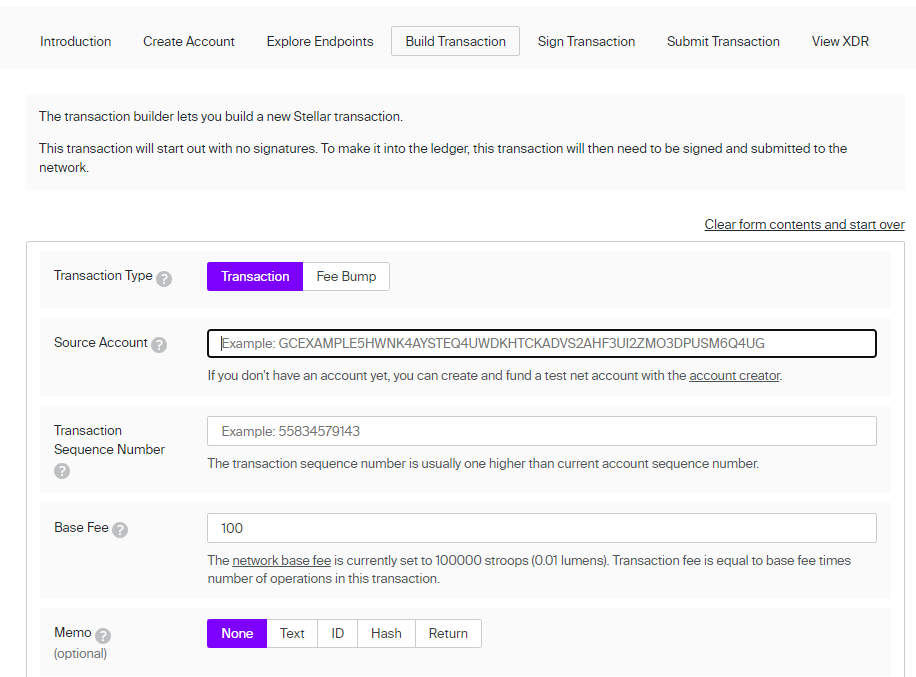 Introduction Create Account Explore Endpoints Build Transaction Sign Transaction Submit Transaction View XDR
The transaction builder lets you build a new Stellar transaction.
This transaction will start out with no signatures. To make it into the ledger, this transaction will then need to be signed and submitted to the
network.
Clear form contents and start over
Transaction Type ? Transaction Fee Bump
Source Account ? Example: GCEXAMPLE5HWNK4AYSTEQ4UWDKHTCKADVS2AHF3UI2ZMO3DPUSM6Q4UG
If you don't have an account yet, you can create and fund a test net account with the account creator.
Transaction
Sequence Number
?
Example: 55834579143
The transaction sequence number is usually one higher than current account sequence number.
Base Fee ? 100
The network base fee is currently set to 100000 stroops (0.01 lumens). Transaction fee is equal to base fee times
number of operations in this transaction.
Memo ? None Text ID Hash Return
(optional)